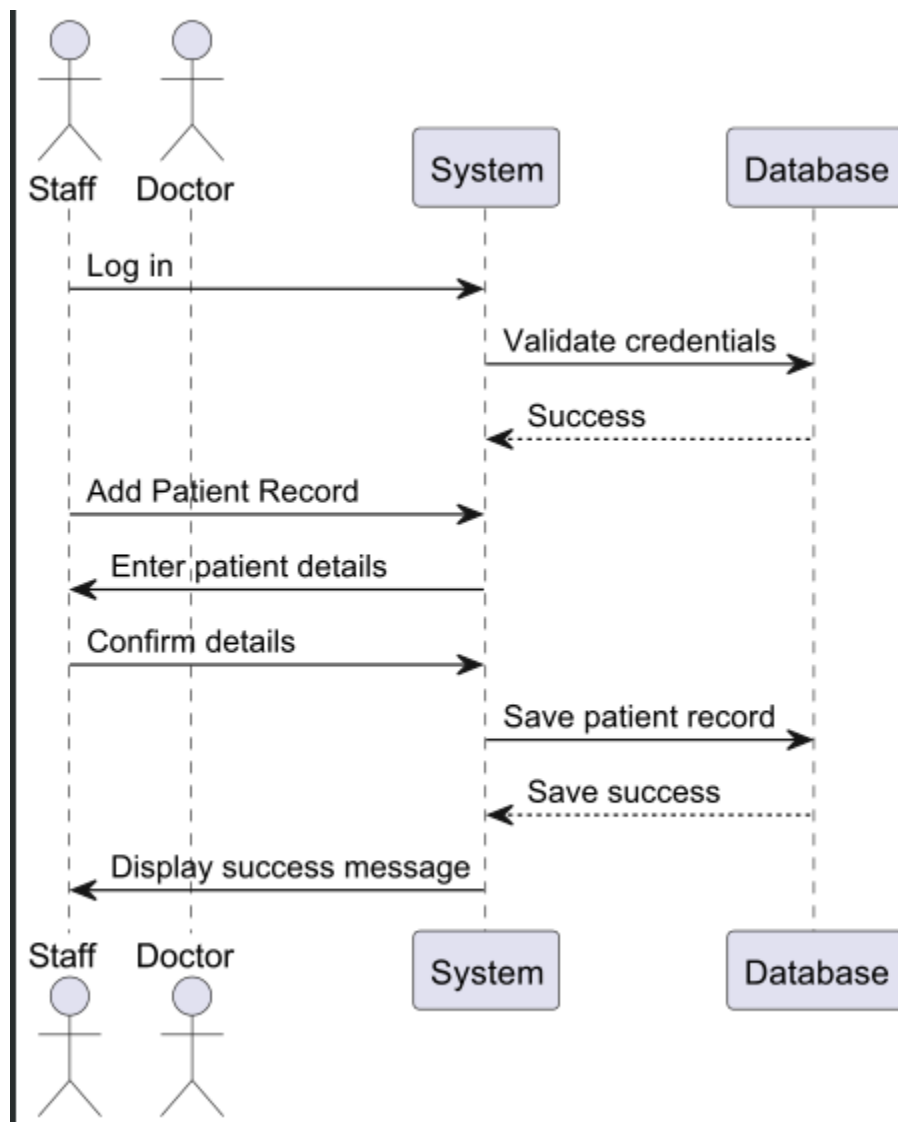 Staff Doctor System Database
Log in
Validate credentials
Success
Add Patient Record
Enter patient details
Confirm details
Save patient record
Save success
Display success message
Staff Doctor System Database